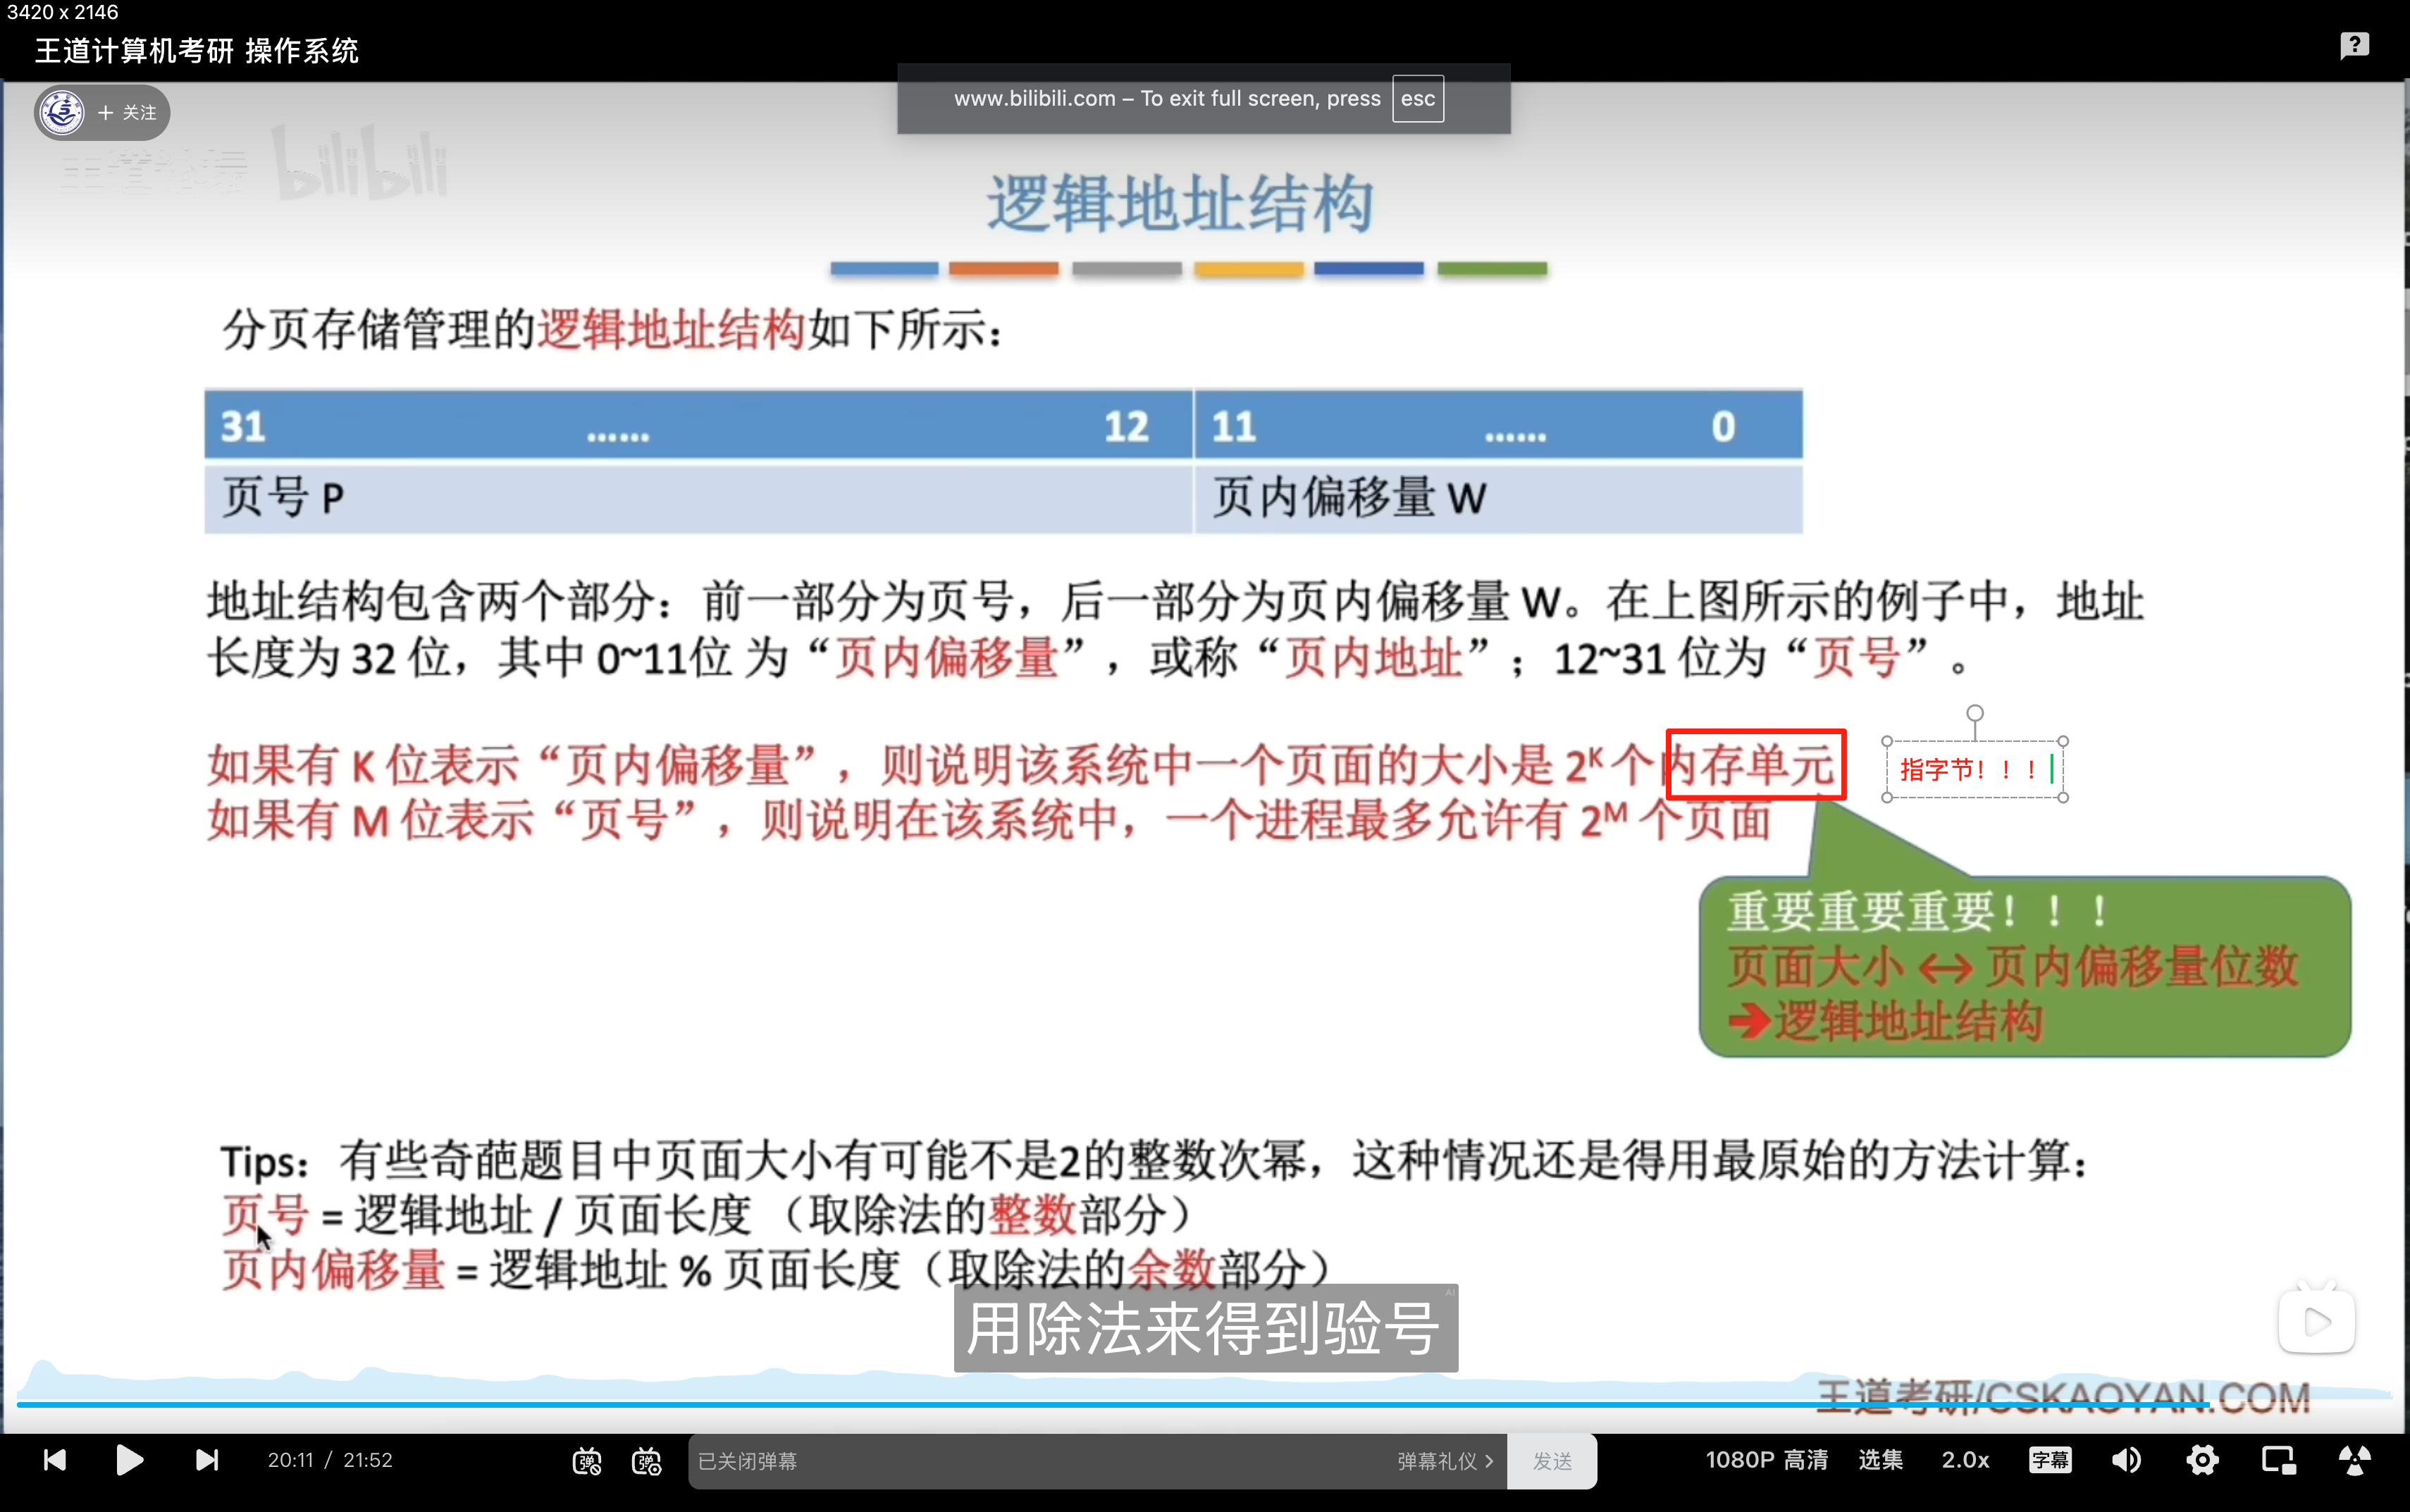 3420 x 2146
王道计算机考研 操作系统
+ 关注
www.bilibili.com – To exit full screen, press esc
bilibili
逻辑地址结构
分页存储管理的逻辑地址结构如下所示：
31 …… 12 11 …… 0
页号 P 页内偏移量 W
地址结构包含两个部分：前一部分为页号，后一部分为页内偏移量 W。在上图所示的例子中，地址
长度为 32 位，其中 0~11位 为“页内偏移量”，或称“页内地址”；12~31 位为“页号”。
如果有 K 位表示“页内偏移量”，则说明该系统中一个页面的大小是 2ᴷ 个内存单元
指字节！！！
如果有 M 位表示“页号”，则说明在该系统中，一个进程最多允许有 2ᴹ 个页面
重要重要重要！！！
页面大小 ↔ 页内偏移量位数
➔逻辑地址结构
Tips：有些奇葩题目中页面大小有可能不是2的整数次幂，这种情况还是得用最原始的方法计算：
页号 = 逻辑地址 / 页面长度 （取除法的整数部分）
页内偏移量 = 逻辑地址 % 页面长度（取除法的余数部分）
AI
用除法来得到验号
王道考研/CSKAOYAN.COM
20:11 / 21:52
弹
弹
已关闭弹幕
弹幕礼仪 >
发送
1080P 高清
选集
2.0x
字幕